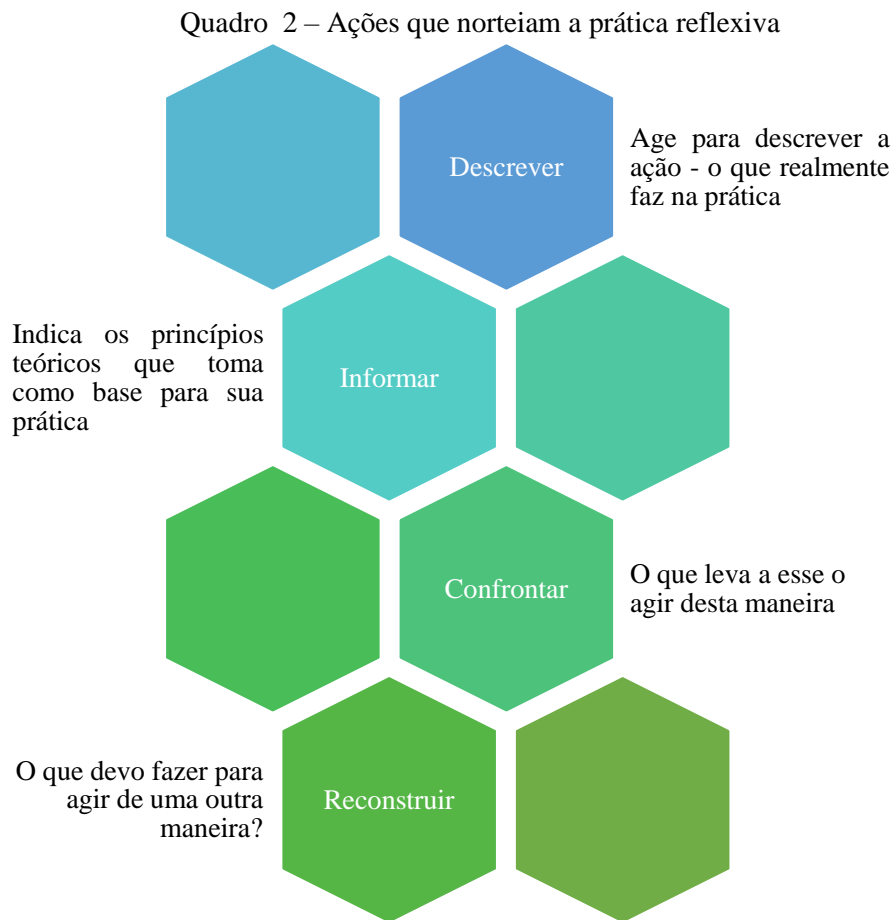 Quadro 2 – Ações que norteiam a prática reflexiva
Descrever
Age para descrever a
ação - o que realmente
faz na prática
Indica os princípios
teóricos que toma
como base para sua
prática
Informar
Confrontar
O que leva a esse o
agir desta maneira
O que devo fazer para
agir de uma outra
maneira?
Reconstruir